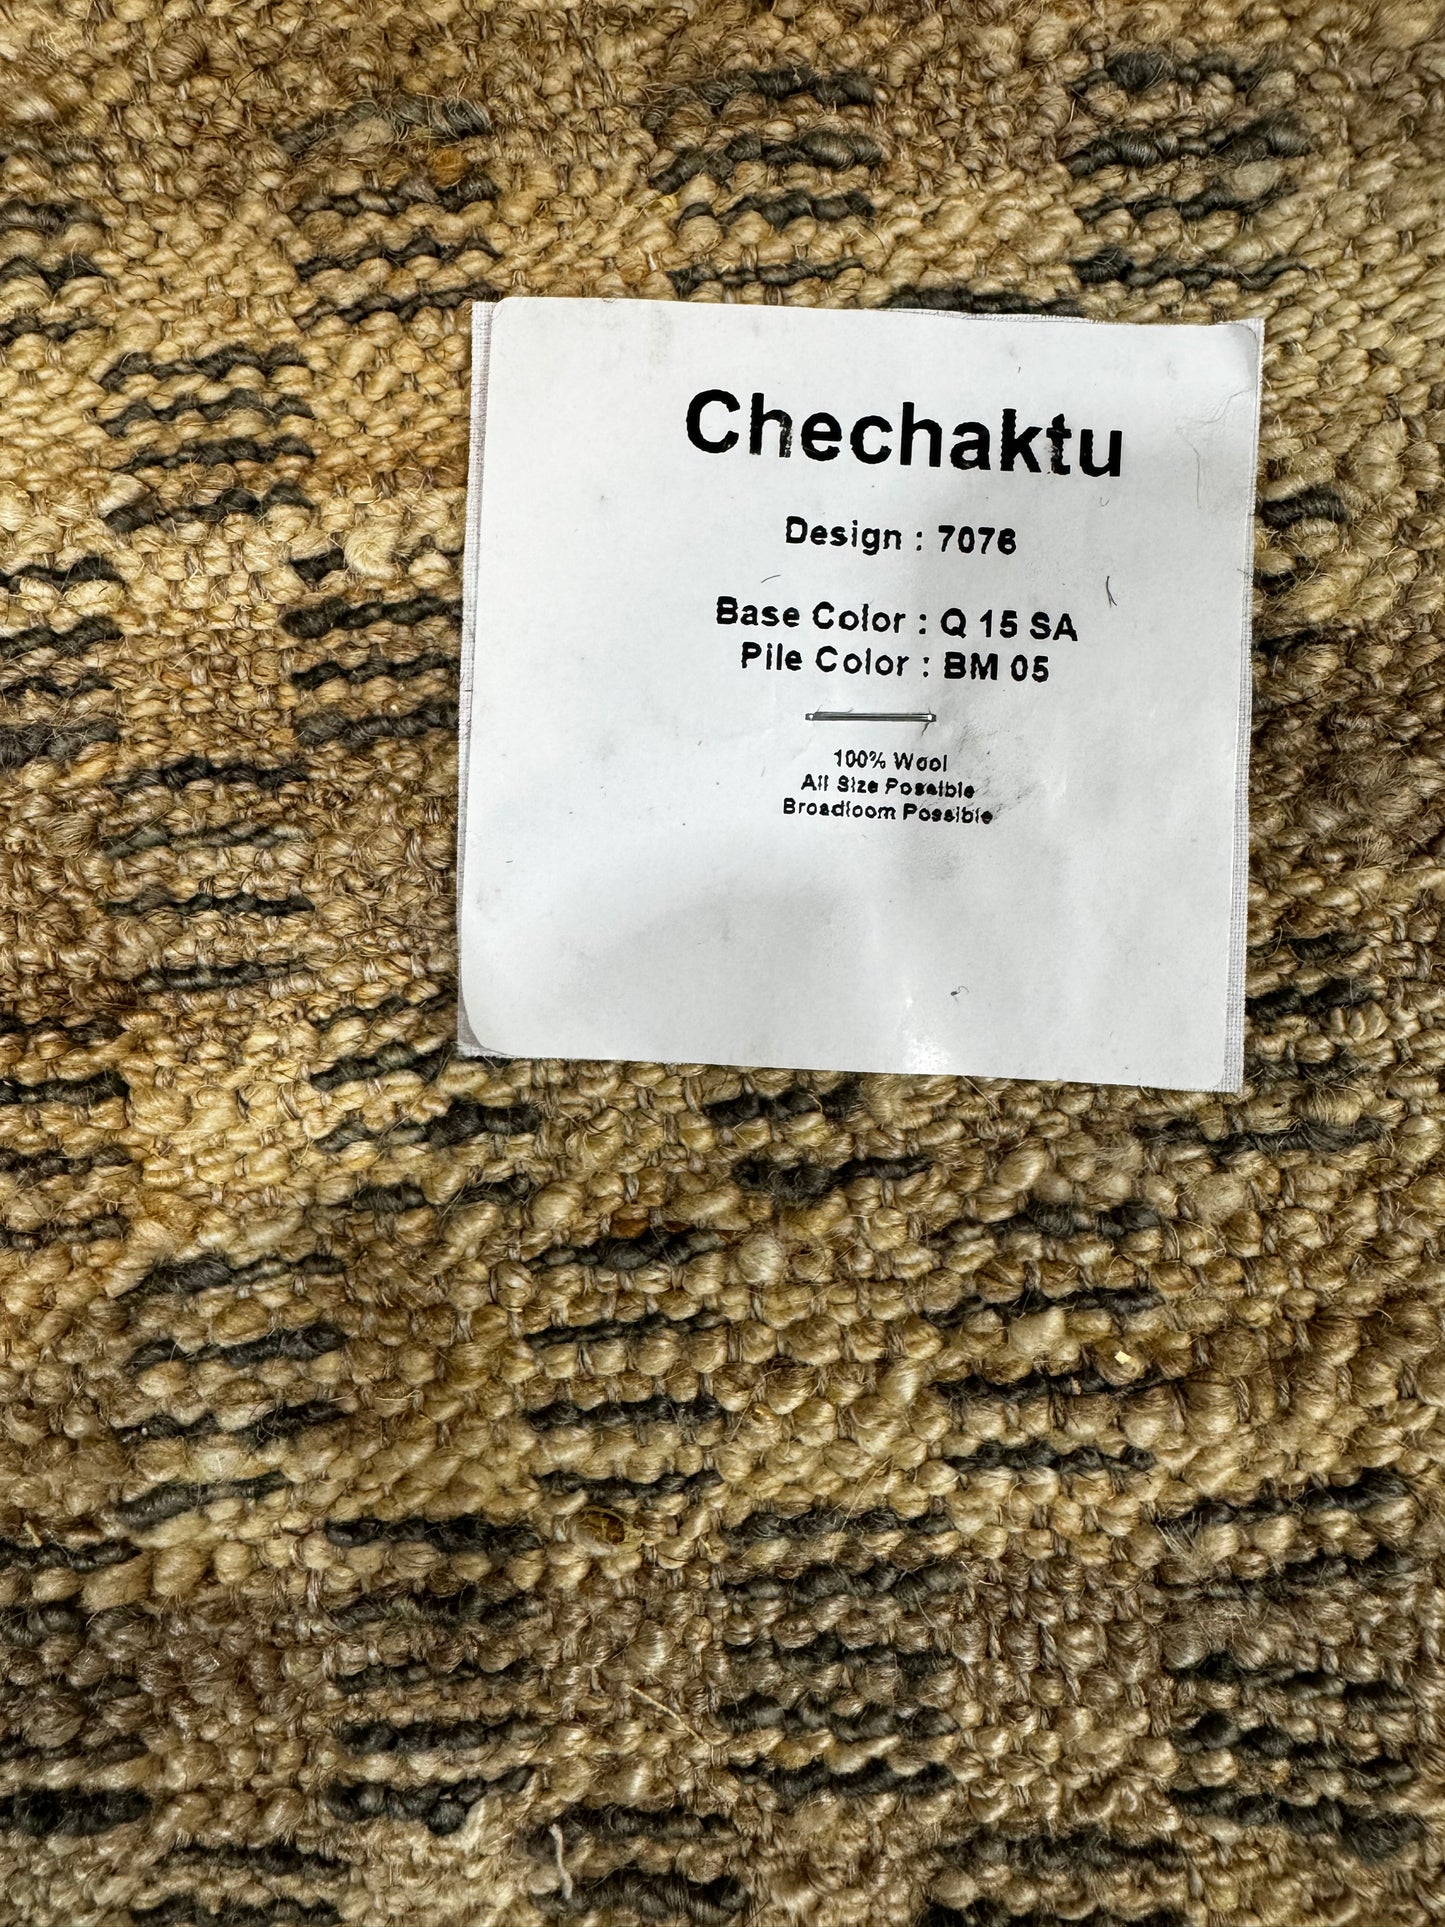 Chechaktu
Design : 7076
Base Color : Q 15 SA
Pile Color : BM 05
100% Wool
All Size Possible
Broadloom Possible